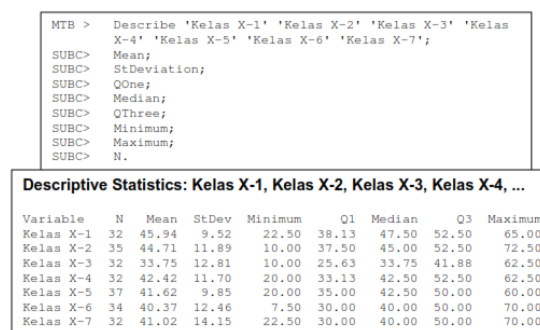 MTB > Describe 'Kelas X-1' 'Kelas X-2' 'Kelas X-3' 'Kelas
X-4' 'Kelas X-5' 'Kelas X-6' 'Kelas X-7';
SUBC> Mean;
SUBC> StDeviation;
SUBC> QOne;
SUBC> Median;
SUBC> QThree;
SUBC> Minimum;
SUBC> Maximum;
SUBC> N.
Descriptive Statistics: Kelas X-1, Kelas X-2, Kelas X-3, Kelas X-4, ...
Variable N Mean StDev Minimum Q1 Median Q3 Maximum
Kelas X-1 32 45.94 9.52 22.50 38.13 47.50 52.50 65.00
Kelas X-2 35 44.71 11.89 10.00 37.50 45.00 52.50 72.50
Kelas X-3 32 33.75 12.81 10.00 25.63 33.75 41.88 62.50
Kelas X-4 32 42.42 11.70 20.00 33.13 42.50 52.50 62.50
Kelas X-5 37 41.62 9.85 20.00 35.00 42.50 50.00 60.00
Kelas X-6 34 40.37 12.46 7.50 30.00 40.00 50.00 70.00
Kelas X-7 32 41.02 14.15 22.50 30.00 40.00 50.00 70.00